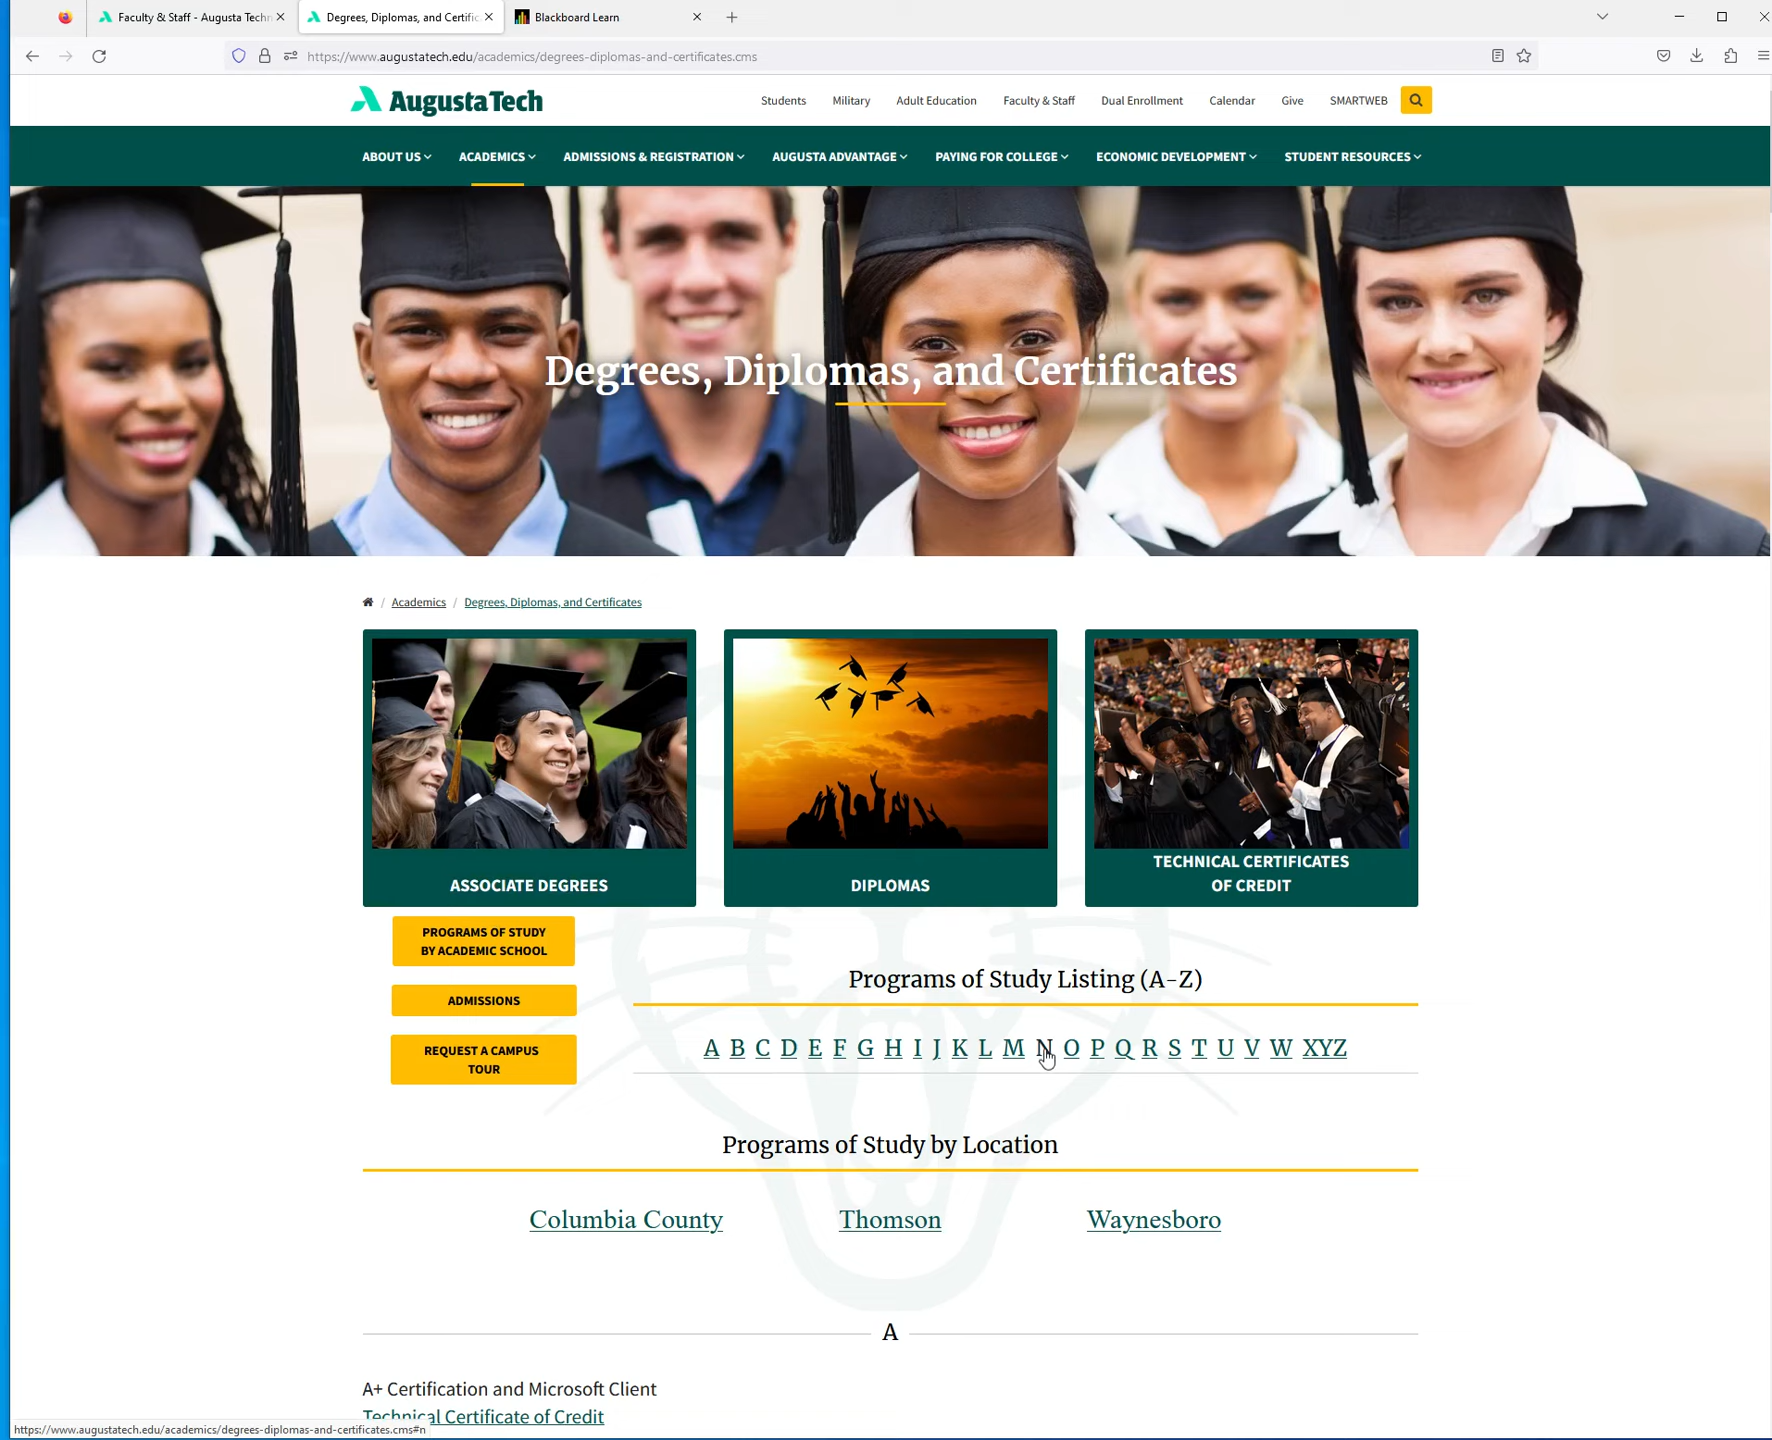 Faculty & Staff - Augusta Techn
Degrees, Diplomas, and Certific
Blackboard Learn
https://www.augustatech.edu/academics/degrees-diplomas-and-certificates.cms
AugustaTech
Students Military Adult Education Faculty & Staff Dual Enrollment Calendar Give SMARTWEB
ABOUT US ACADEMICS ADMISSIONS & REGISTRATION AUGUSTA ADVANTAGE PAYING FOR COLLEGE ECONOMIC DEVELOPMENT STUDENT RESOURCES
Degrees, Diplomas, and Certificates
/ Academics / Degrees, Diplomas, and Certificates
ASSOCIATE DEGREES
DIPLOMAS
TECHNICAL CERTIFICATES
OF CREDIT
PROGRAMS OF STUDY
BY ACADEMIC SCHOOL
ADMISSIONS
REQUEST A CAMPUS
TOUR
Programs of Study Listing (A-Z)
A B C D E F G H I J K L M N O P Q R S T U V W XYZ
Programs of Study by Location
Columbia County Thomson Waynesboro
A
A+ Certification and Microsoft Client
Technical Certificate of Credit
https://www.augustatech.edu/academics/degrees-diplomas-and-certificates.cms#n